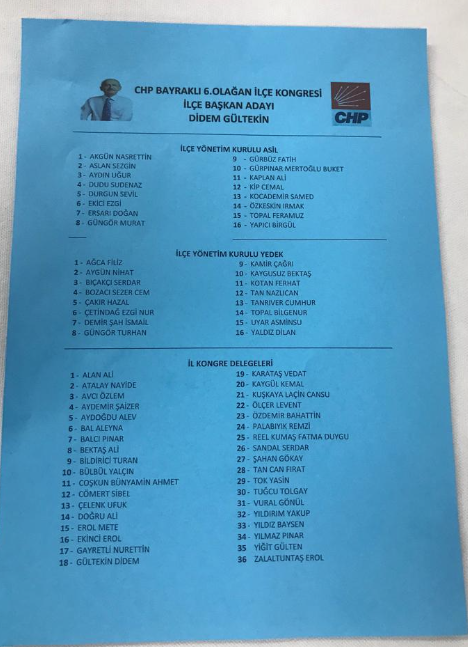 CHP BAYRAKLI 6.OLAĞAN İLÇE KONGRESİ
İLÇE BAŞKAN ADAYI
DİDEM GÜLTEKİN
CHP
İLÇE YÖNETİM KURULU ASİL
1 - AKGÜN NASRETTİN
2 - ASLAN SEZGİN
3 - AYDIN UĞUR
4 - DUDU SUDENAZ
5 - DURGUN SEVİL
6 - EKİCİ EZGİ
7 - ERSARI DOĞAN
8 - GÜNGÖR MURAT
9 - GÜRBÜZ FATİH
10 - GÜRPINAR MERTOĞLU BUKET
11 - KAPLAN ALİ
12 - KİP CEMAL
13 - KOCADEMİR SAMED
14 - ÖZKESKİN IRMAK
15 - TOPAL FERAMUZ
16 - YAPICI BİRGÜL
İLÇE YÖNETİM KURULU YEDEK
1 - AĞCA FİLİZ
2 - AYGÜN NİHAT
3 - BIÇAKÇI SERDAR
4 - BOZACI SEZER CEM
5 - ÇAKIR HAZAL
6 - ÇETİNDAĞ EZGİ NUR
7 - DEMİR ŞAH İSMAİL
8 - GÜNGÖR TURHAN
9 - KAMİR ÇAĞRI
10 - KAYGUSUZ BEKTAŞ
11 - KOTAN FERHAT
12 - TAN NAZLICAN
13 - TANRIVER CUMHUR
14 - TOPAL BİLGENUR
15 - UYAR ASMİNSU
16 - YALDIZ DİLAN
İL KONGRE DELEGELERİ
1 - ALAN ALİ
2 - ATALAY NAYİDE
3 - AVCI ÖZLEM
4 - AYDEMİR ŞAİZER
5 - AYDOĞDU ALEV
6 - BAL ALEYNA
7 - BALCI PINAR
8 - BEKTAŞ ALİ
9 - BİLDİRİCİ TURAN
10 - BÜLBÜL YALÇIN
11 - COŞKUN BÜNYAMİN AHMET
12 - CÖMERT SİBEL
13 - ÇELENK UFUK
14 - DOĞRU ALİ
15 - EROL METE
16 - EKİNCİ EROL
17 - GAYRETLİ NURETTİN
18 - GÜLTEKİN DİDEM
19 - KARATAŞ VEDAT
20 - KAYGÜL KEMAL
21 - KUŞKAYA LAÇİN CANSU
22 - ÖLÇER LEVENT
23 - ÖZDEMİR BAHATTİN
24 - PALABIYIK REMZİ
25 - REEL KUMAŞ FATMA DUYGU
26 - SANDAL SERDAR
27 - ŞAHAN GÖKAY
28 - TAN CAN FIRAT
29 - TOK YASİN
30 - TUĞCU TOLGAY
31 - VURAL GÖNÜL
32 - YILDIRIM YAKUP
33 - YILDIZ BAYSEN
34 - YILMAZ PINAR
35 YİĞİT GÜLTEN
36 ZALALTUNTAŞ EROL